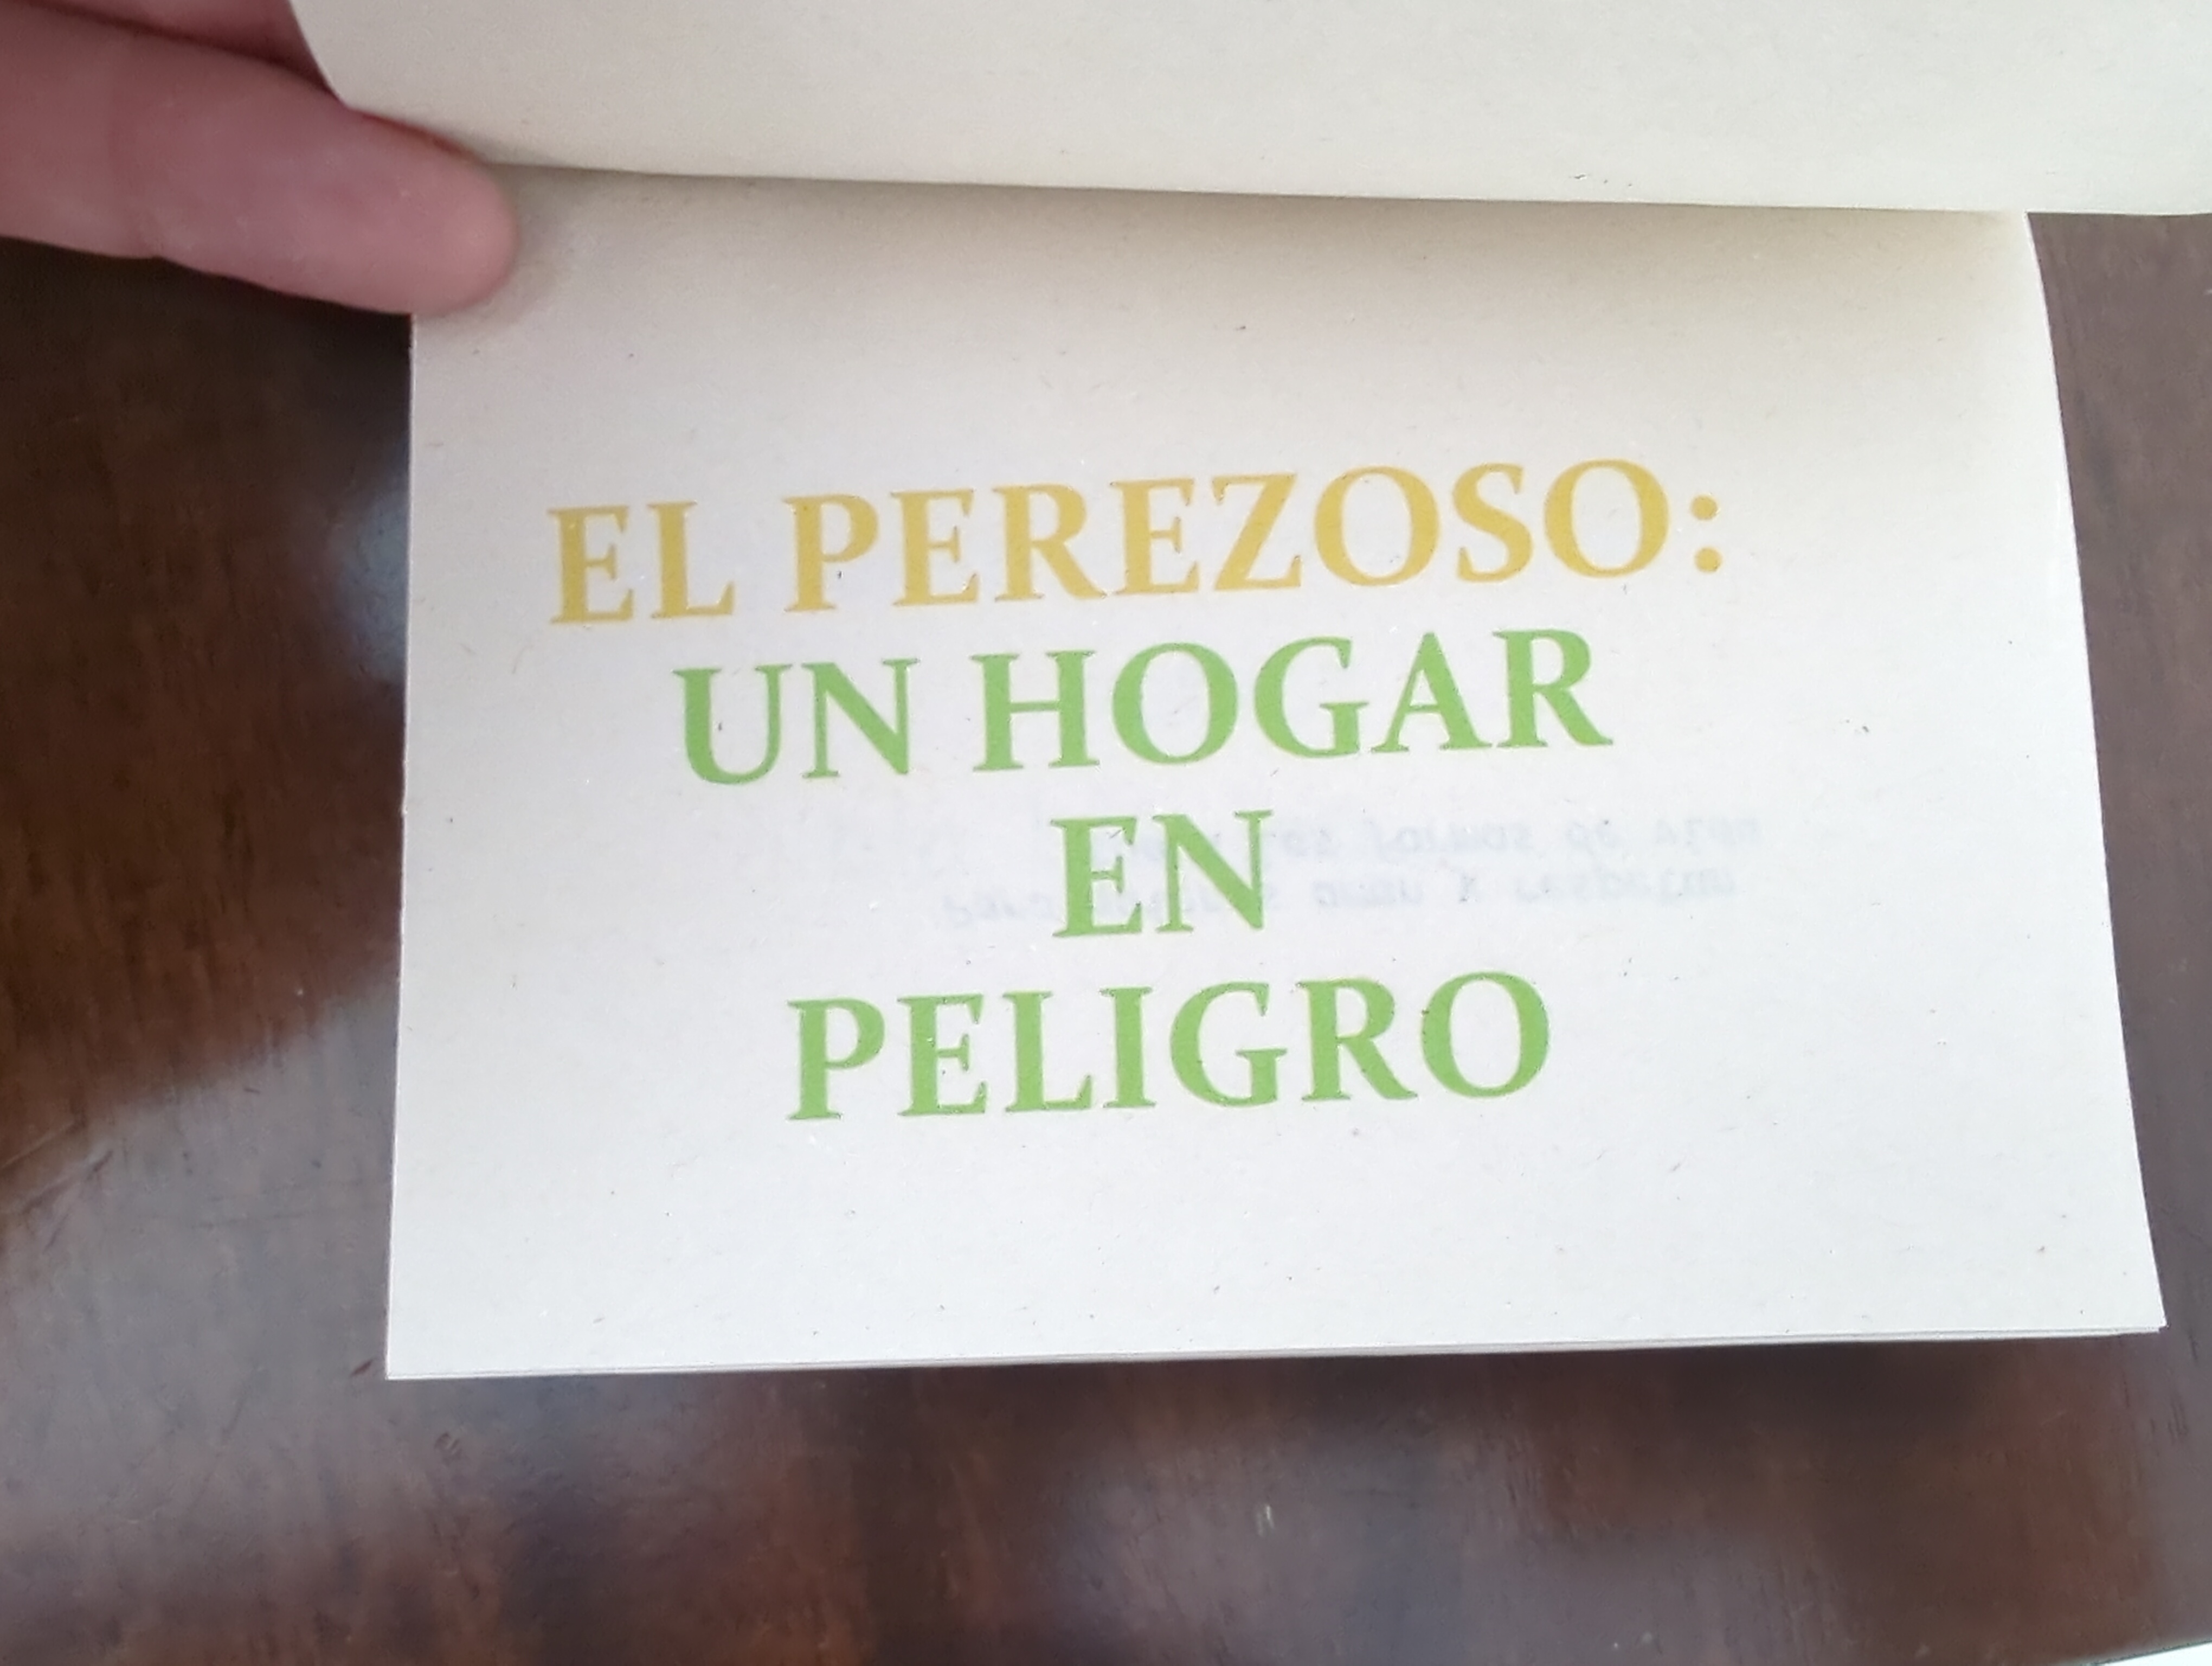 EL PEREZOSO:
UN HOGAR
EN
PELIGRO